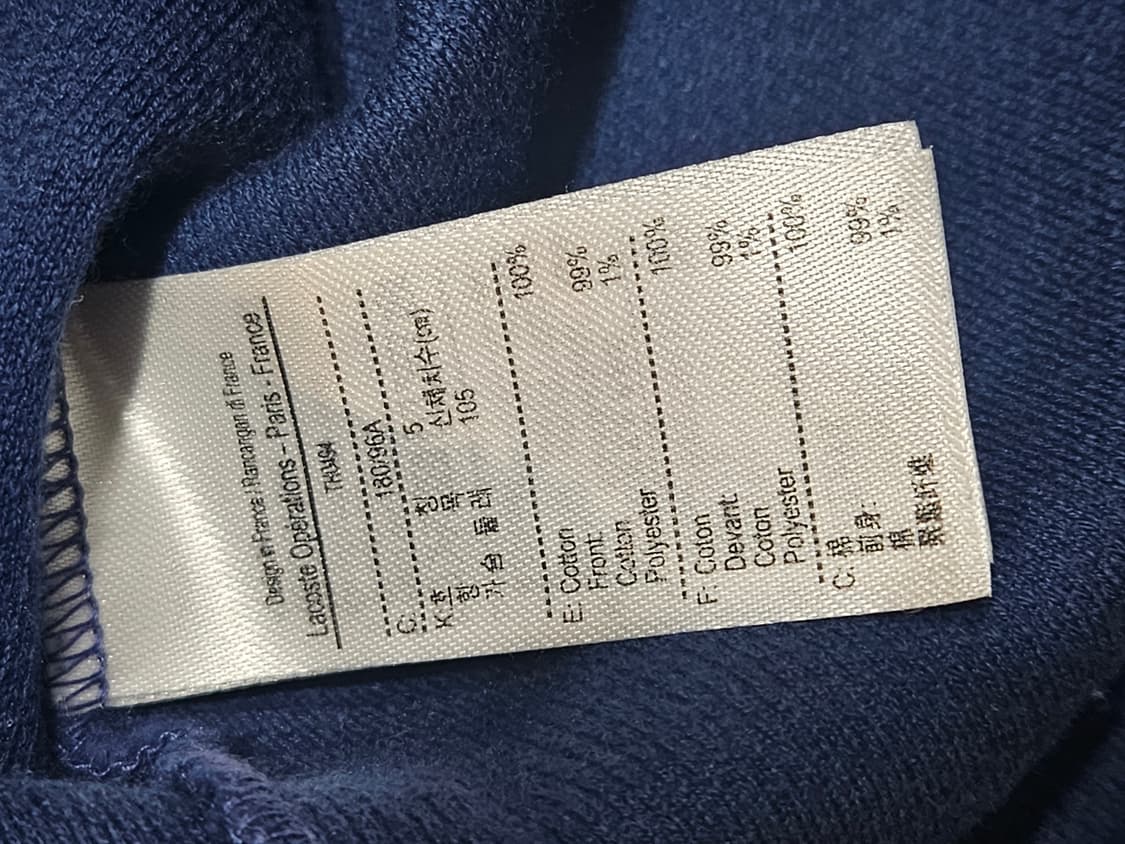 Design in France / Rancangan di France
Lacoste Operations - Paris - France
TH0404
C: 180/96A
K: 호칭 5
신체치수(cm)
가슴둘레 105
E: Cotton 100%
Front:
Cotton 99%
Polyester 1%
F: Coton 100%
Devant:
Coton 99%
Polyester 1%
C: 棉 100%
前身:
棉 99%
聚酯纤维 1%